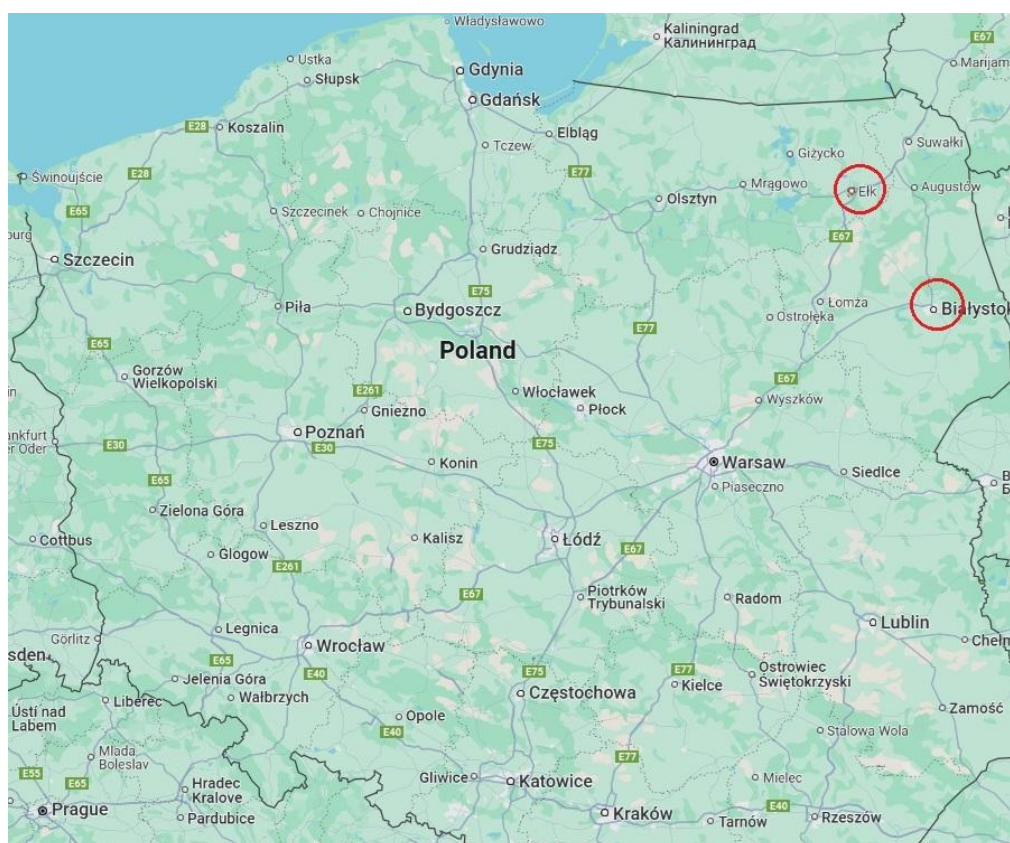 Władysławowo
Kaliningrad
Калининград
E67
Marijam
Ustka
Gdynia
Słupsk
Gdańsk
E28
Koszalin
Elbląg
Tczew
Giżycko
Suwałki
Świnoujście
E28
E77
Mrągowo
Ełk
Augustów
E65
Szczecinek
Chojnice
Olsztyn
burg
E67
Szczecin
Grudziądz
E75
Piła
Bydgoszcz
Łomża
Ostrołęka
Białystok
E77
E65
Poland
Gorzów
Wielkopolski
E67
E261
Włocławek
Wyszków
Gniezno
Płock
ankfurt
er Oder
E30
Poznań
E30
E75
Konin
Warsaw
Siedlce
E65
Piaseczno
Zielona Góra
Leszno
Cottbus
Kalisz
Łódź
Glogow
E67
E261
E67
Piotrków
Trybunalski
Radom
Legnica
Lublin
Görlitz
Wrocław
Chełm
sden
E65
E40
E75
E77
Ostrowiec
Świętokrzyski
Jelenia Góra
Kielce
Liberec
Wałbrzych
Częstochowa
Ústí nad
Labem
Opole
Zamość
E40
Stalowa Wola
Mladá
Boleslav
E77
E55
E65
Hradec
Kralove
Gliwice
Katowice
Mielec
Prague
Pardubice
Kraków
E40
Tarnów
Rzeszów